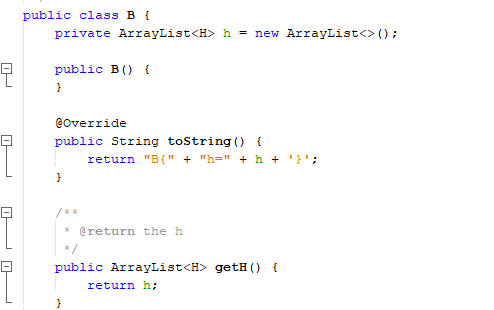 public class B {
    private ArrayList<H> h = new ArrayList<>();
    public B() {
    }
    @Override
    public String toString() {
        return "B{" + "h=" + h + '}';
    }
    /**
     * @return the h
     */
    public ArrayList<H> getH() {
        return h;
    }